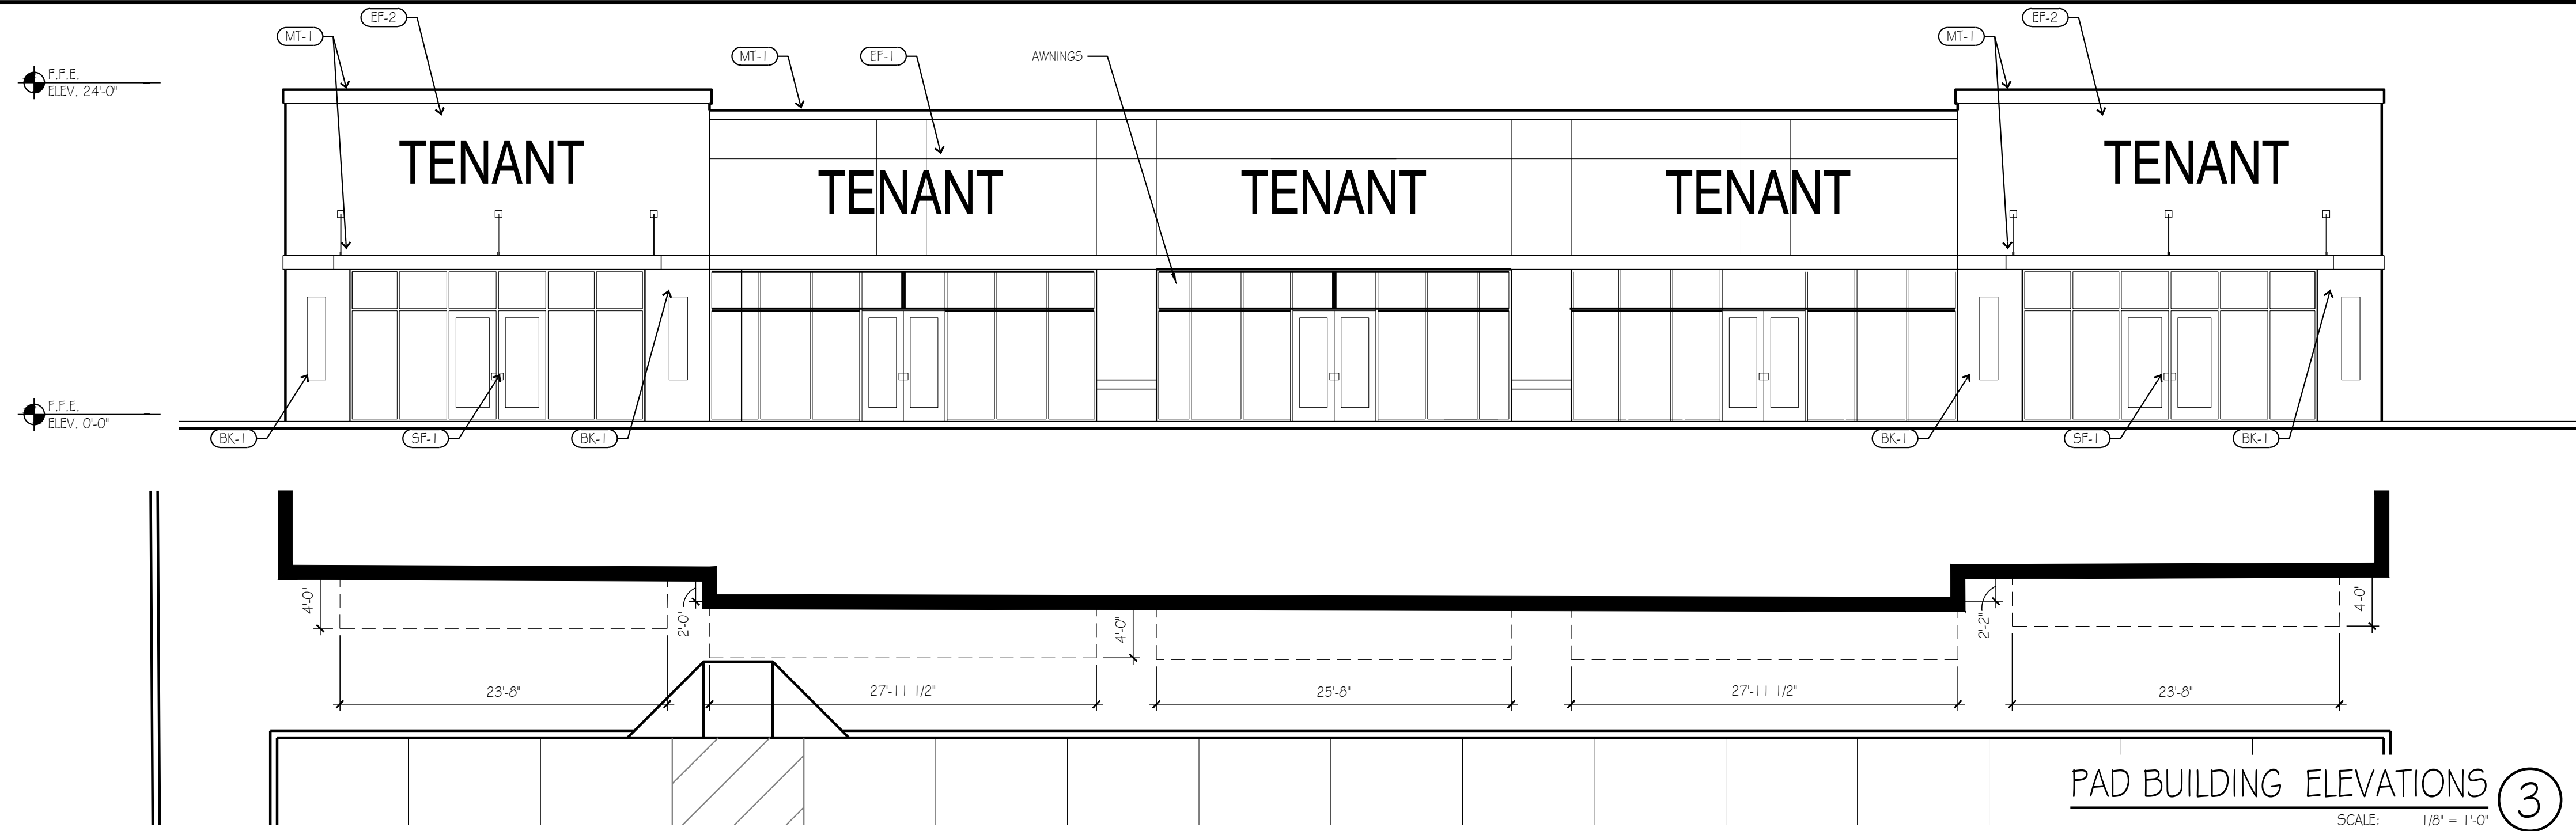 EF-2
EF-2
MT-1
MT-1
MT-1
EF-1
AWNINGS
F.F.E.
ELEV. 24'-0"
TENANT
TENANT
TENANT
TENANT
TENANT
F.F.E.
ELEV. 0'-0"
BK-1
SF-1
BK-1
BK-1
SF-1
BK-1
4'-0"
2'-0"
4'-0"
2'-2"
4'-0"
23'-8"
27'-11 1/2"
25'-8"
27'-11 1/2"
23'-8"
PAD BUILDING ELEVATIONS
3
SCALE: 1/8" = 1'-0"